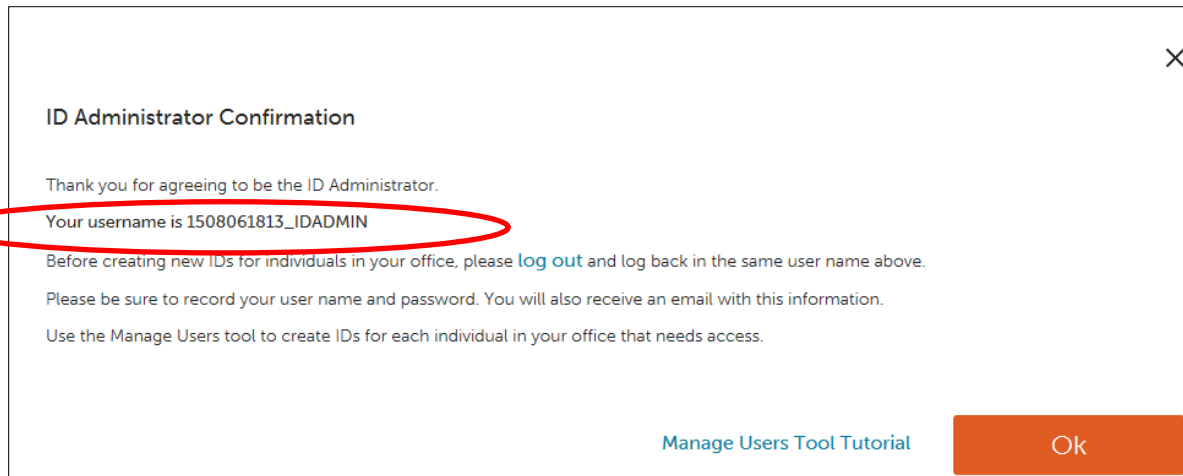 ID Administrator Confirmation
Thank you for agreeing to be the ID Administrator.
Your username is 1508061813_IDADMIN
Before creating new IDs for individuals in your office, please log out and log back in the same user name above.
Please be sure to record your user name and password. You will also receive an email with this information.
Use the Manage Users tool to create IDs for each individual in your office that needs access.
Manage Users Tool Tutorial
Ok